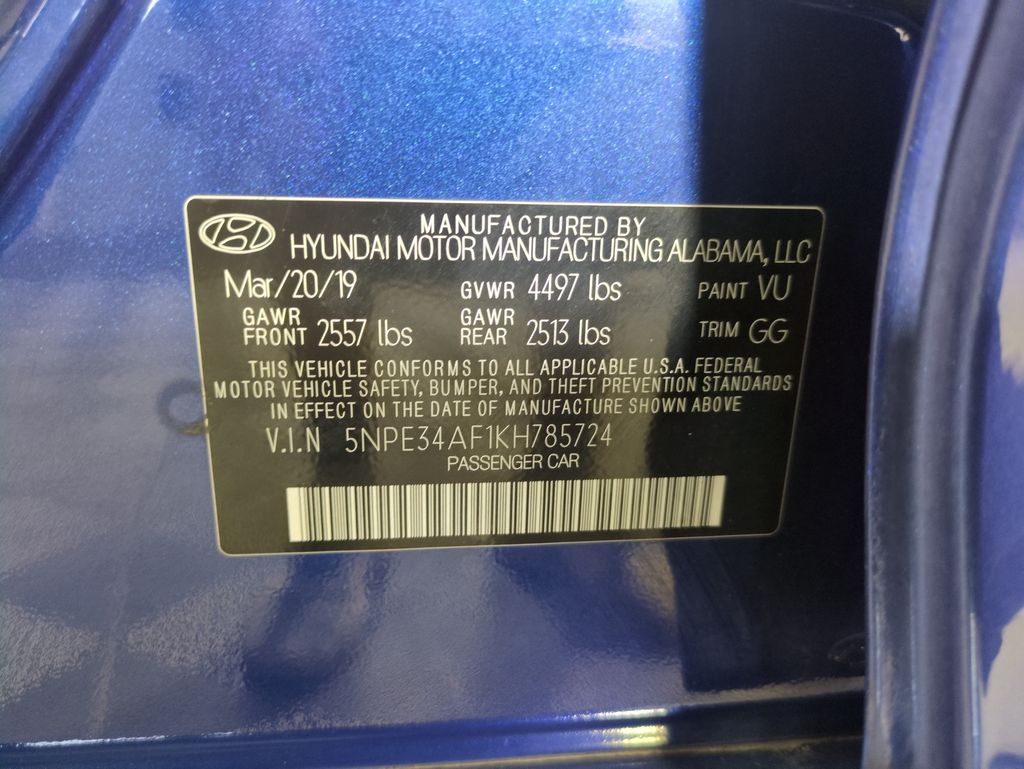 MANUFACTURED BY
HYUNDAI MOTOR MANUFACTURING ALABAMA, LLC
Mar/20/19 GVWR 4497 lbs PAINT VU
GAWR FRONT 2557 lbs GAWR REAR 2513 lbs TRIM GG
THIS VEHICLE CONFORMS TO ALL APPLICABLE U.S.A. FEDERAL
MOTOR VEHICLE SAFETY, BUMPER, AND THEFT PREVENTION STANDARDS
IN EFFECT ON THE DATE OF MANUFACTURE SHOWN ABOVE
V.I.N 5NPE34AF1KH785724
PASSENGER CAR